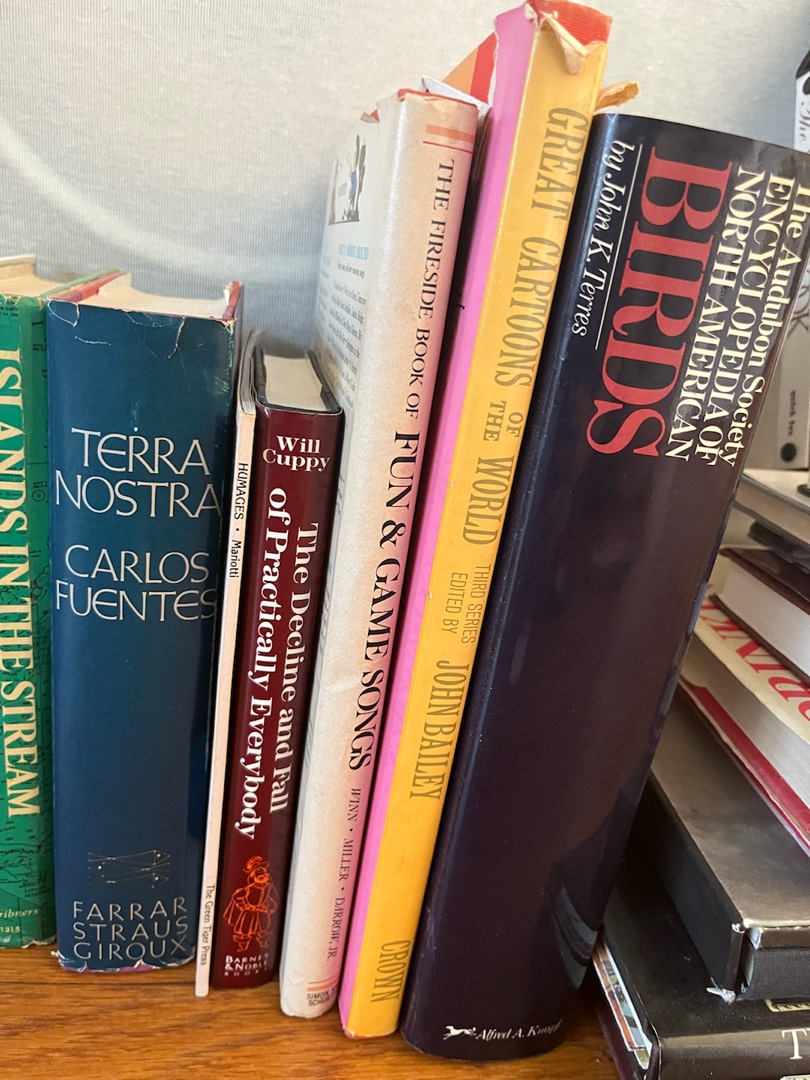 ISLANDS IN THE STREAM
TERRA
NOSTRA
CARLOS
FUENTES
FARRAR
STRAUS
GIROUX
HUMAGES • Mariotti
The Green Tiger Press
Will
Cuppy
The Decline and Fall
of Practically Everybody
BARNES
& NOBLE
BOOKS
THE FIRESIDE BOOK OF FUN & GAME SONGS
WINN • MILLER • DARROW, JR.
GREAT CARTOONS OF THE WORLD
THIRD SERIES
EDITED BY
JOHN BAILEY
CROWN
The Audubon Society
ENCYCLOPEDIA OF
NORTH AMERICAN
BIRDS
by John K. Terres
Alfred A. Knopf
T